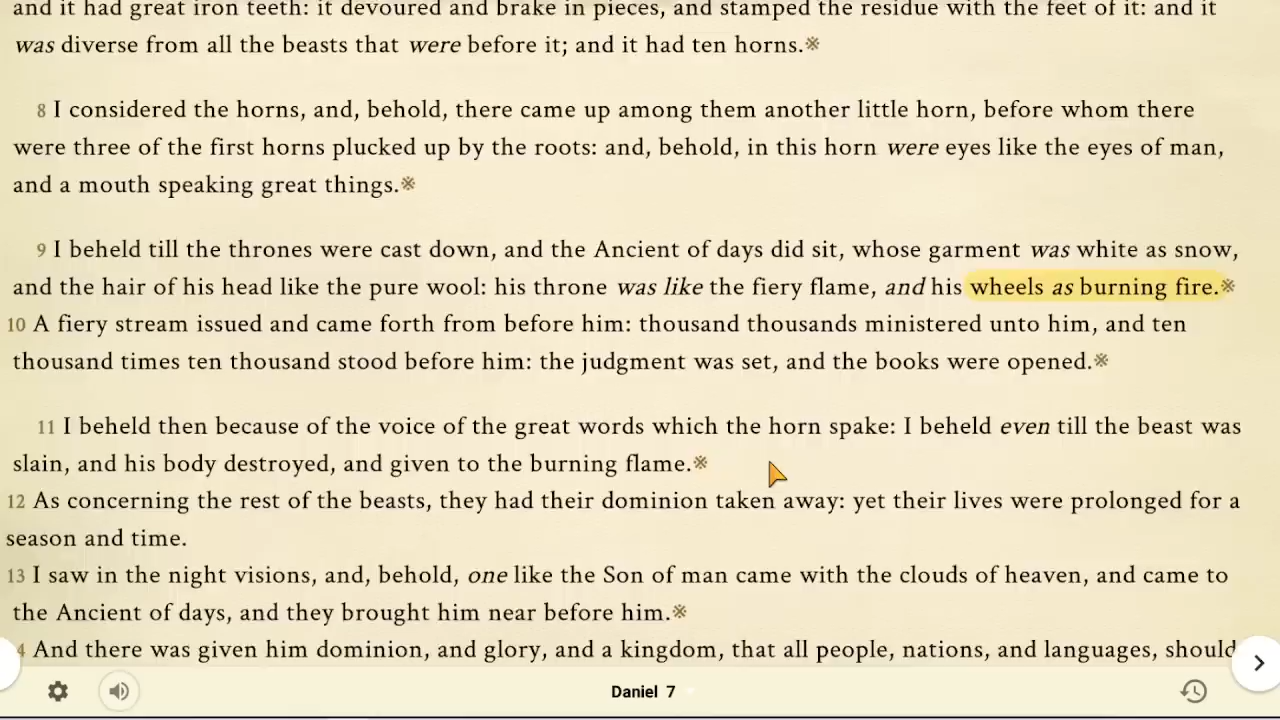 and it had great iron teeth: it devoured and brake in pieces, and stamped the residue with the feet of it: and it
was diverse from all the beasts that were before it; and it had ten horns.※
8 I considered the horns, and, behold, there came up among them another little horn, before whom there
were three of the first horns plucked up by the roots: and, behold, in this horn were eyes like the eyes of man,
and a mouth speaking great things.※
9 I beheld till the thrones were cast down, and the Ancient of days did sit, whose garment was white as snow,
and the hair of his head like the pure wool: his throne was like the fiery flame, and his wheels as burning fire.※
10 A fiery stream issued and came forth from before him: thousand thousands ministered unto him, and ten
thousand times ten thousand stood before him: the judgment was set, and the books were opened.※
11 I beheld then because of the voice of the great words which the horn spake: I beheld even till the beast was
slain, and his body destroyed, and given to the burning flame.※
12 As concerning the rest of the beasts, they had their dominion taken away: yet their lives were prolonged for a
season and time.
13 I saw in the night visions, and, behold, one like the Son of man came with the clouds of heaven, and came to
the Ancient of days, and they brought him near before him.※
4 And there was given him dominion, and glory, and a kingdom, that all people, nations, and languages, should
Daniel 7